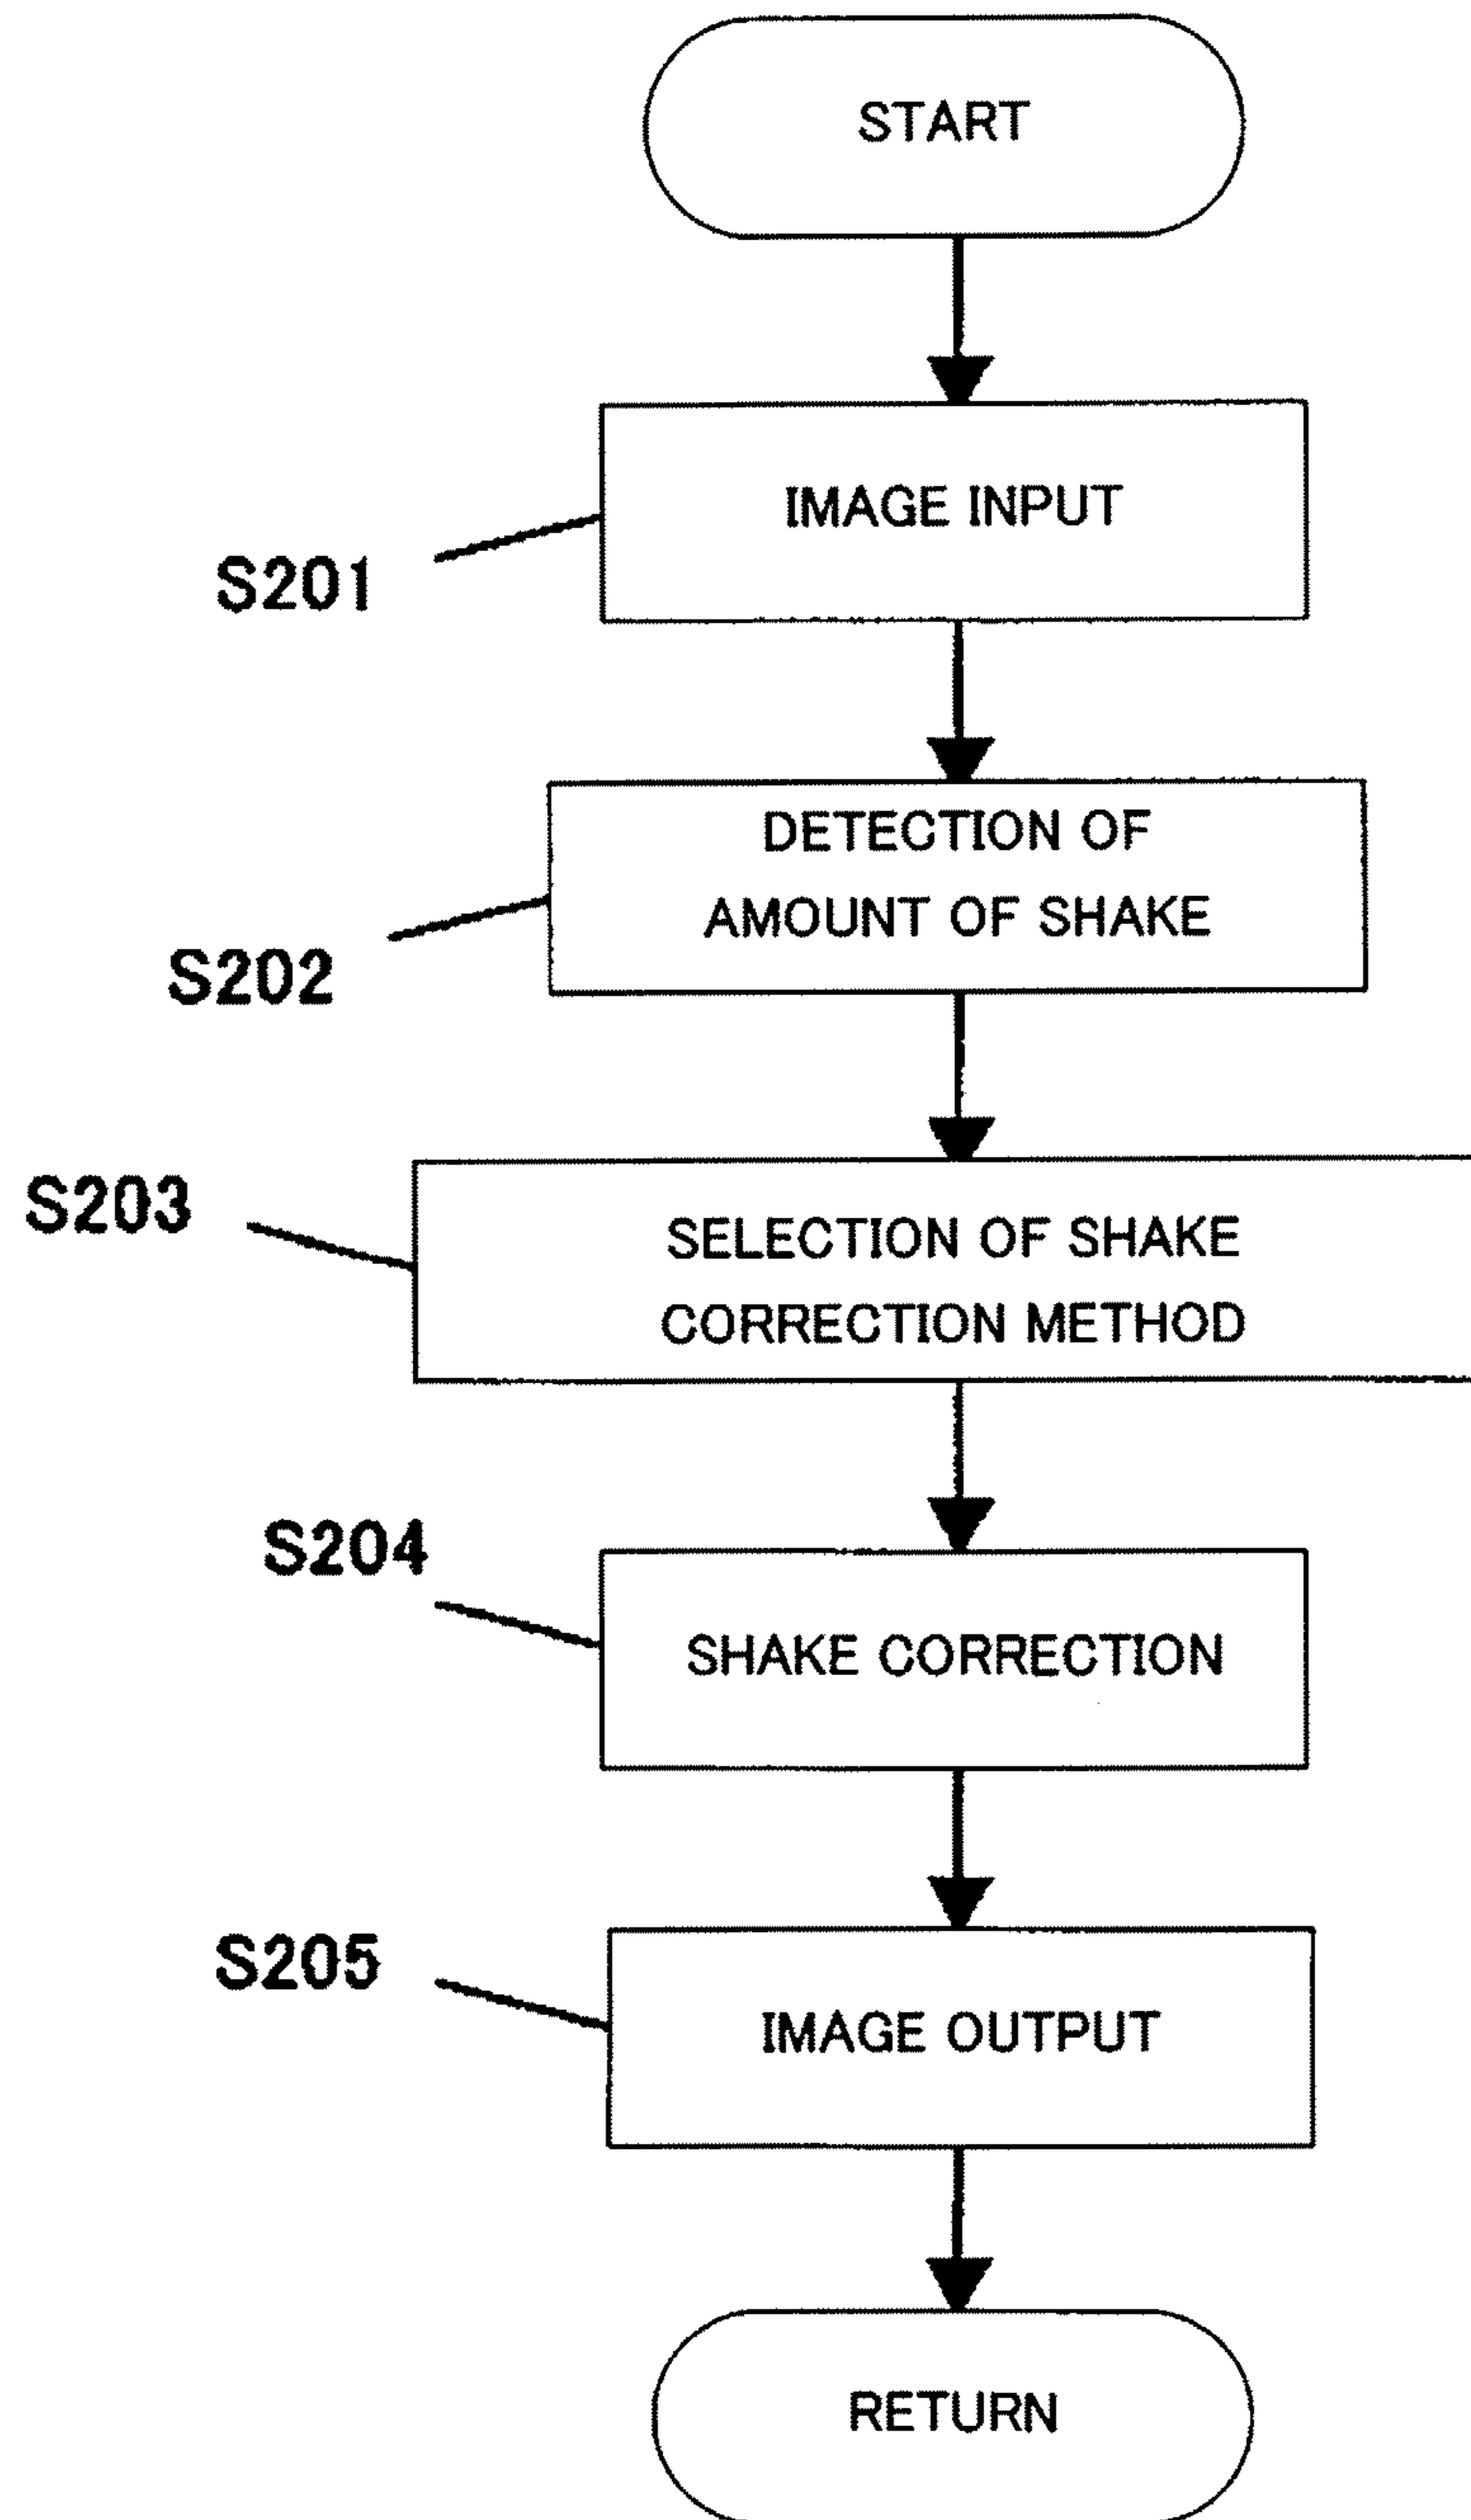 START
IMAGE INPUT
S201
DETECTION OF
AMOUNT OF SHAKE
S202
S203
SELECTION OF SHAKE
CORRECTION METHOD
S204
SHAKE CORRECTION
S205
IMAGE OUTPUT
RETURN